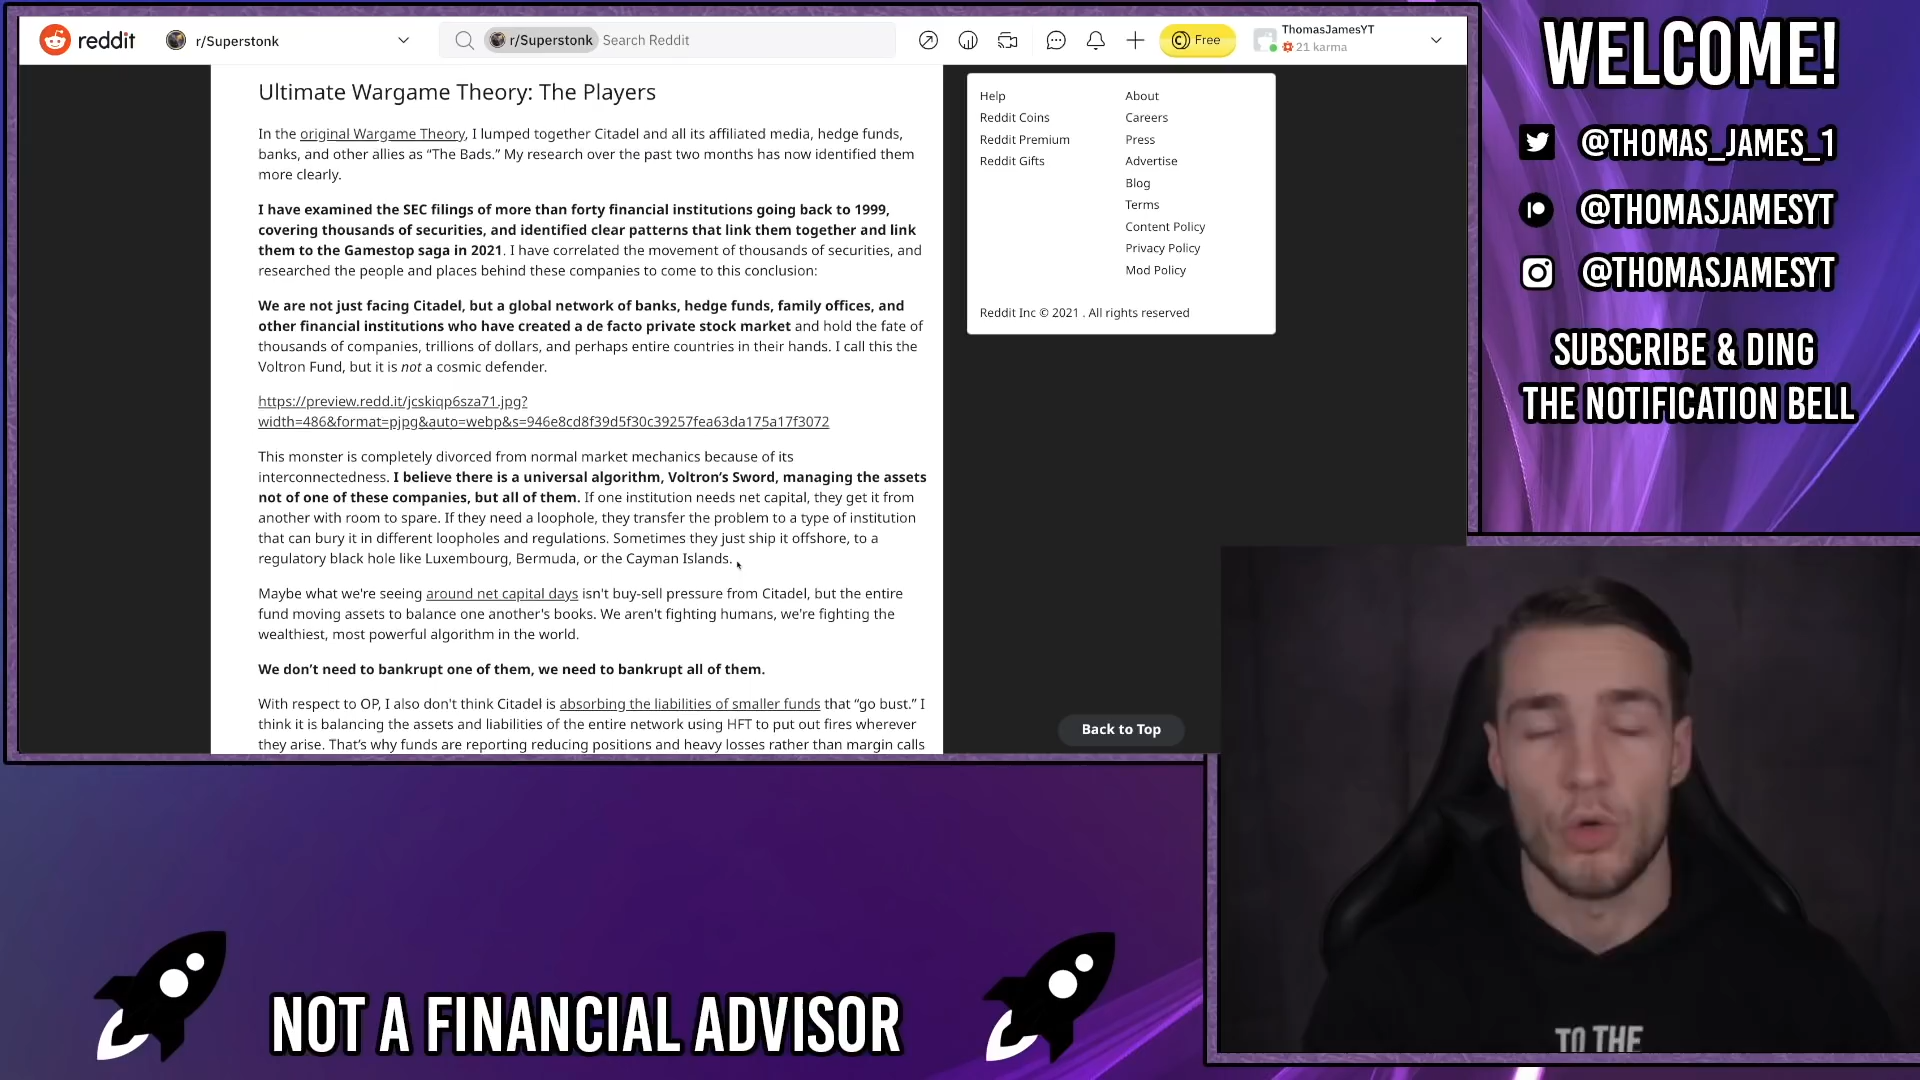 reddit
r/Superstonk
r/Superstonk Search Reddit
Free
ThomasJamesYT
21 karma
Ultimate Wargame Theory: The Players
In the original Wargame Theory, I lumped together Citadel and all its affiliated media, hedge funds,
banks, and other allies as “The Bads.” My research over the past two months has now identified them
more clearly.
I have examined the SEC filings of more than forty financial institutions going back to 1999,
covering thousands of securities, and identified clear patterns that link them together and link
them to the Gamestop saga in 2021. I have correlated the movement of thousands of securities, and
researched the people and places behind these companies to come to this conclusion:
We are not just facing Citadel, but a global network of banks, hedge funds, family offices, and
other financial institutions who have created a de facto private stock market and hold the fate of
thousands of companies, trillions of dollars, and perhaps entire countries in their hands. I call this the
Voltron Fund, but it is not a cosmic defender.
https://preview.redd.it/jcskiqp6sza71.jpg?
width=486&format=pjpg&auto=webp&s=946e8cd8f39d5f30c39257fea63da175a17f3072
This monster is completely divorced from normal market mechanics because of its
interconnectedness. I believe there is a universal algorithm, Voltron’s Sword, managing the assets
not of one of these companies, but all of them. If one institution needs net capital, they get it from
another with room to spare. If they need a loophole, they transfer the problem to a type of institution
that can bury it in different loopholes and regulations. Sometimes they just ship it offshore, to a
regulatory black hole like Luxembourg, Bermuda, or the Cayman Islands.
Maybe what we're seeing around net capital days isn't buy-sell pressure from Citadel, but the entire
fund moving assets to balance one another's books. We aren't fighting humans, we're fighting the
wealthiest, most powerful algorithm in the world.
We don’t need to bankrupt one of them, we need to bankrupt all of them.
With respect to OP, I also don't think Citadel is absorbing the liabilities of smaller funds that “go bust.” I
think it is balancing the assets and liabilities of the entire network using HFT to put out fires wherever
they arise. That’s why funds are reporting reducing positions and heavy losses rather than margin calls
Help
Reddit Coins
Reddit Premium
Reddit Gifts
About
Careers
Press
Advertise
Blog
Terms
Content Policy
Privacy Policy
Mod Policy
Reddit Inc © 2021 . All rights reserved
Back to Top
WELCOME!
@THOMAS_JAMES_1
@THOMASJAMESYT
@THOMASJAMESYT
SUBSCRIBE & DING
THE NOTIFICATION BELL
NOT A FINANCIAL ADVISOR
TO THE